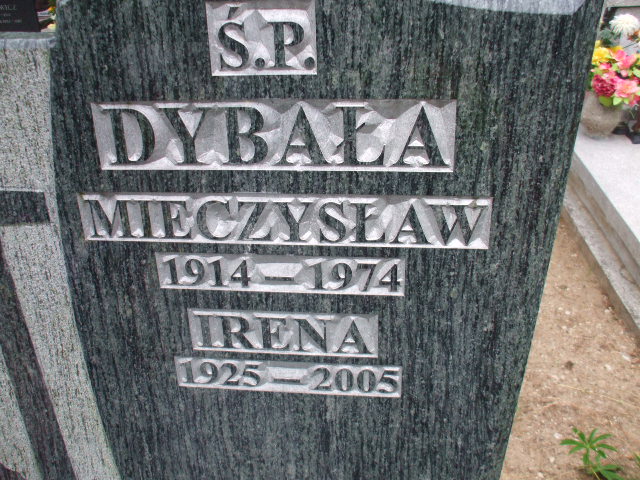 Ś.P.
DYBAŁA
MIECZYSŁAW
1914 – 1974
IRENA
1925 – 2005